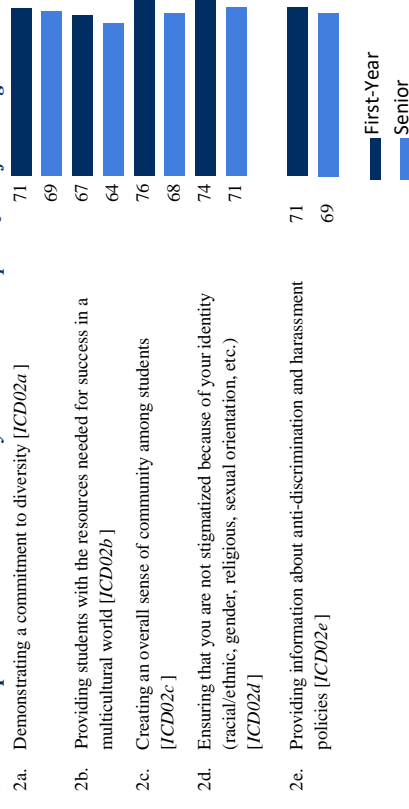 2a. Demonstrating a commitment to diversity [ICD02a ]
71
69
2b. Providing students with the resources needed for success in a
multicultural world [ICD02b ]
67
64
2c. Creating an overall sense of community among students
[ICD02c ]
76
68
2d. Ensuring that you are not stigmatized because of your identity
(racial/ethnic, gender, religious, sexual orientation, etc.)
[ICD02d ]
74
71
2e. Providing information about anti-discrimination and harassment
policies [ICD02e ]
71
69
First-Year
Senior